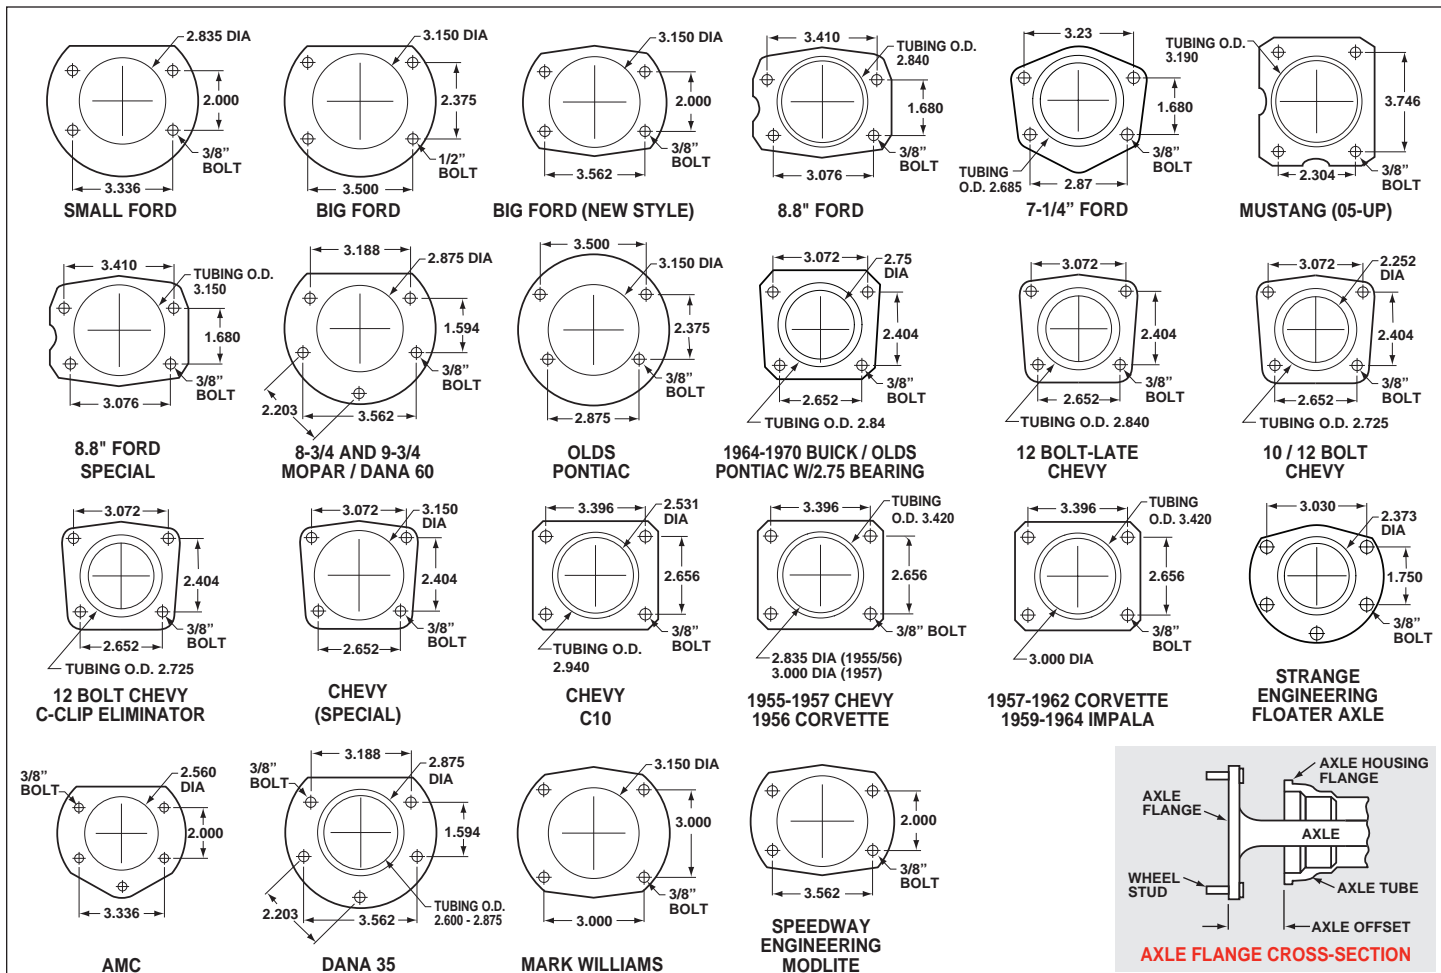 2.835 DIA
2.000
3/8”
BOLT
3.336
SMALL FORD
3.150 DIA
2.375
1/2”
BOLT
3.500
BIG FORD
3.150 DIA
2.000
3/8”
BOLT
3.562
BIG FORD (NEW STYLE)
3.410
TUBING O.D.
2.840
1.680
3/8”
BOLT
3.076
8.8" FORD
3.23
1.680
3/8”
BOLT
TUBING
O.D. 2.685
2.87
7-1/4” FORD
TUBING O.D.
3.190
3.746
2.304
3/8”
BOLT
MUSTANG (05-UP)
3.410
TUBING O.D.
3.150
1.680
3/8”
BOLT
3.076
8.8" FORD
SPECIAL
3.188
2.875 DIA
1.594
3/8”
BOLT
2.203
3.562
8-3/4 AND 9-3/4
MOPAR / DANA 60
3.500
3.150 DIA
2.375
3/8”
BOLT
2.875
OLDS
PONTIAC
3.072
2.75
DIA
2.404
3/8”
BOLT
2.652
TUBING O.D. 2.84
1964-1970 BUICK / OLDS
PONTIAC W/2.75 BEARING
3.072
2.404
3/8”
BOLT
2.652
TUBING O.D. 2.840
12 BOLT-LATE
CHEVY
3.072
2.252
DIA
2.404
3/8”
BOLT
2.652
TUBING O.D. 2.725
10 / 12 BOLT
CHEVY
3.072
2.404
3/8”
BOLT
2.652
TUBING O.D. 2.725
12 BOLT CHEVY
C-CLIP ELIMINATOR
3.072
3.150
DIA
2.404
3/8”
BOLT
2.652
CHEVY
(SPECIAL)
3.396
2.531
DIA
2.656
3/8”
BOLT
TUBING O.D.
2.940
CHEVY
C10
3.396
TUBING
O.D. 3.420
2.656
3/8” BOLT
2.835 DIA (1955/56)
3.000 DIA (1957)
1955-1957 CHEVY
1956 CORVETTE
3.396
TUBING
O.D. 3.420
2.656
3/8”
BOLT
3.000 DIA
1957-1962 CORVETTE
1959-1964 IMPALA
3.030
2.373
DIA
1.750
3/8”
BOLT
STRANGE
ENGINEERING
FLOATER AXLE
3/8”
BOLT
2.560
DIA
2.000
3.336
AMC
3/8”
BOLT
3.188
2.875
DIA
1.594
2.203
3.562
TUBING O.D.
2.600 - 2.875
DANA 35
3.150 DIA
3.000
3/8”
BOLT
3.000
MARK WILLIAMS
2.000
3/8”
BOLT
3.562
SPEEDWAY
ENGINEERING
MODLITE
AXLE HOUSING
FLANGE
AXLE
FLANGE
AXLE
WHEEL
STUD
AXLE TUBE
AXLE OFFSET
AXLE FLANGE CROSS-SECTION